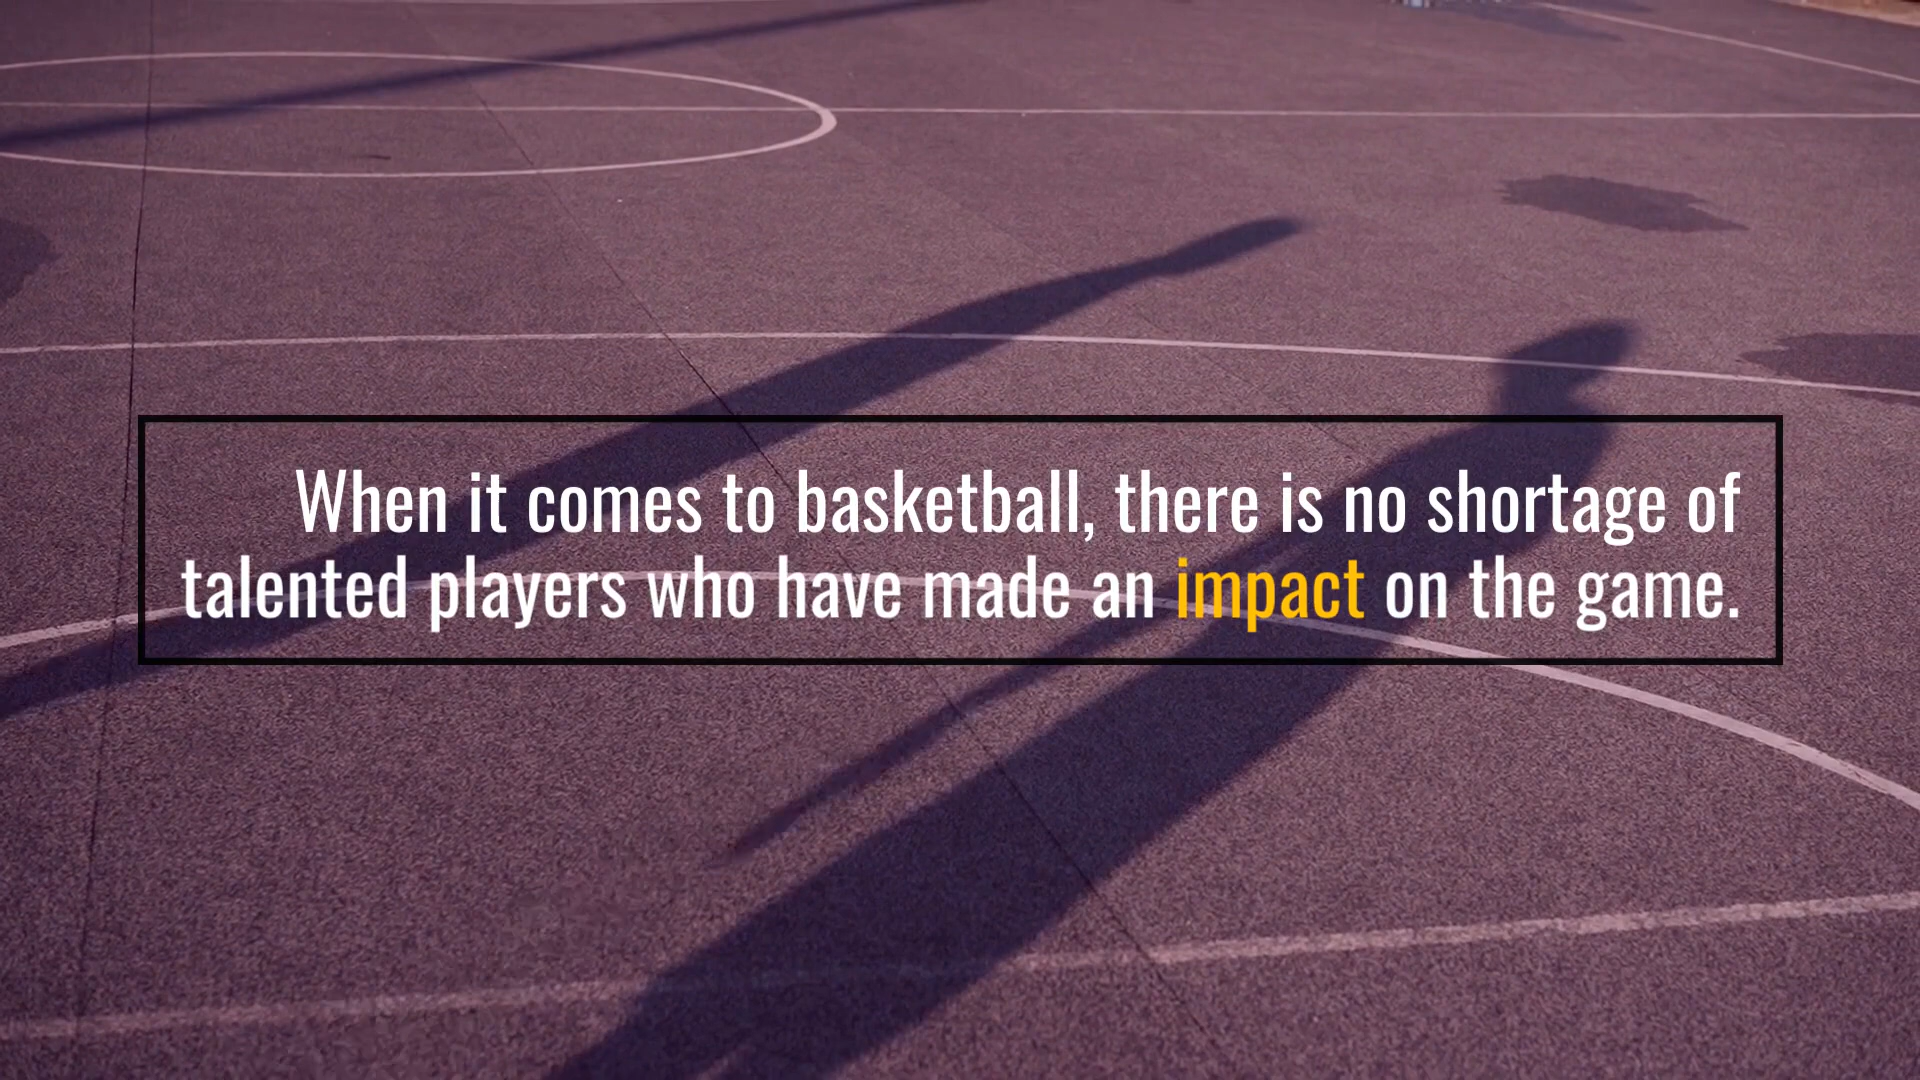 When it comes to basketball, there is no shortage of
talented players who have made an impact on the game.